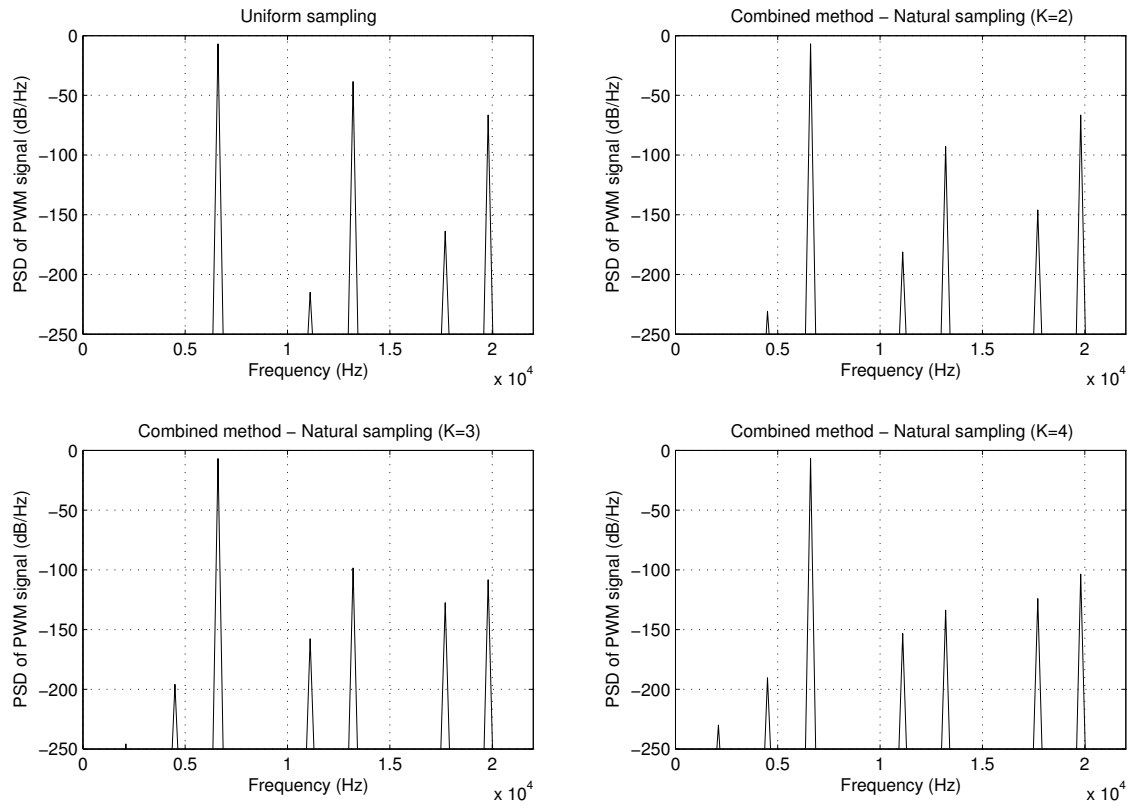 Uniform sampling
PSD of PWM signal (dB/Hz)
0
−50
−100
−150
−200
−250
0 0.5 1 1.5 2
Frequency (Hz)
x 10^4
Combined method − Natural sampling (K=2)
PSD of PWM signal (dB/Hz)
0
−50
−100
−150
−200
−250
0 0.5 1 1.5 2
Frequency (Hz)
x 10^4
Combined method − Natural sampling (K=3)
PSD of PWM signal (dB/Hz)
0
−50
−100
−150
−200
−250
0 0.5 1 1.5 2
Frequency (Hz)
x 10^4
Combined method − Natural sampling (K=4)
PSD of PWM signal (dB/Hz)
0
−50
−100
−150
−200
−250
0 0.5 1 1.5 2
Frequency (Hz)
x 10^4